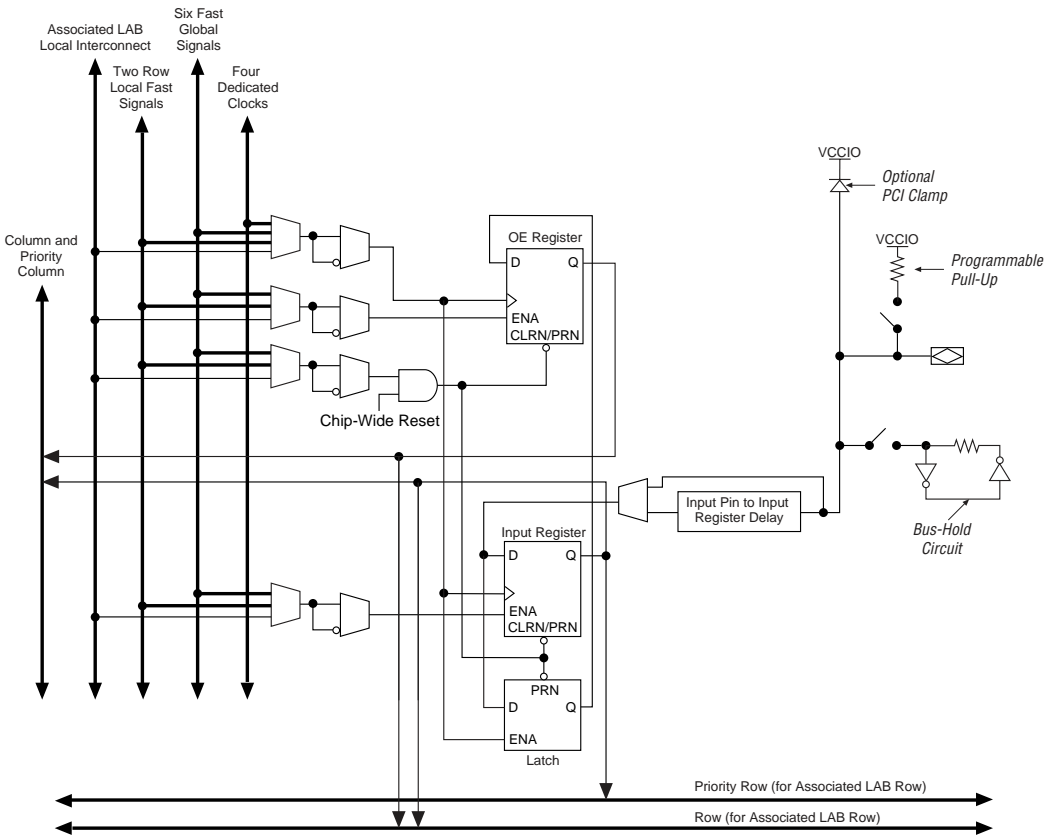 Six Fast
Global
Signals
Associated LAB
Local Interconnect
Two Row
Local Fast
Signals
Four
Dedicated
Clocks
Column and
Priority
Column
VCCIO
Optional
PCI Clamp
VCCIO
Programmable
Pull-Up
OE Register
D
Q
ENA
CLRN/PRN
Chip-Wide Reset
Input Pin to Input
Register Delay
Bus-Hold
Circuit
Input Register
D
Q
ENA
CLRN/PRN
PRN
D
Q
ENA
Latch
Priority Row (for Associated LAB Row)
Row (for Associated LAB Row)